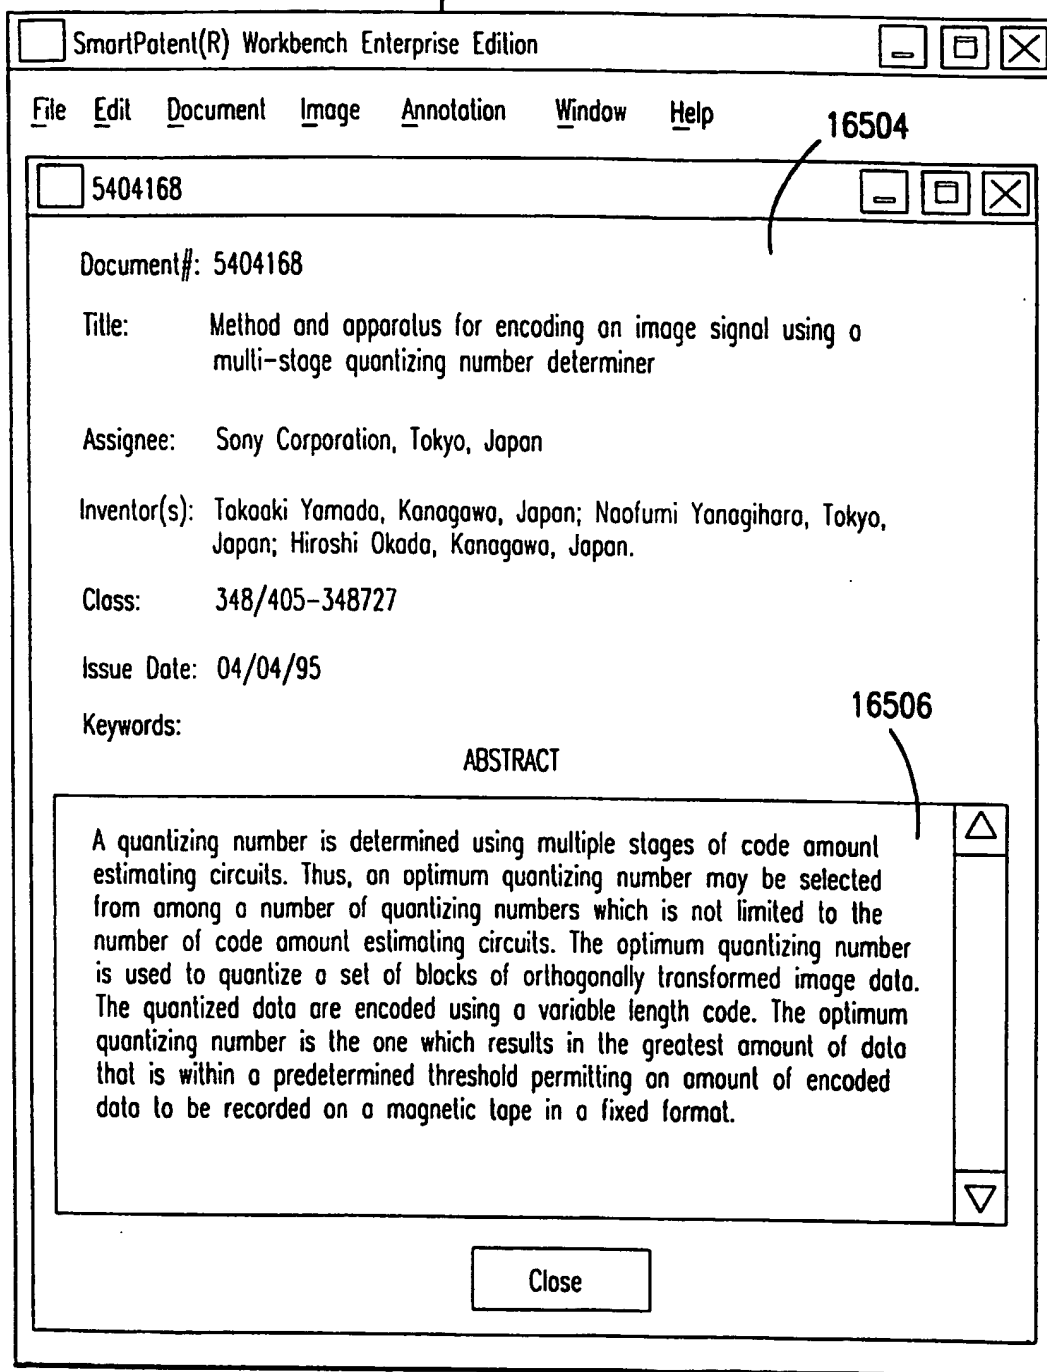 SmartPatent(R) Workbench Enterprise Edition
File Edit Document Image Annotation Window Help
16504
5404168
Document#: 5404168
Title: Method and apparatus for encoding an image signal using a
multi-stage quantizing number determiner
Assignee: Sony Corporation, Tokyo, Japan
Inventor(s): Takaaki Yamada, Kanagawa, Japan; Naofumi Yanagihara, Tokyo,
Japan; Hiroshi Okada, Kanagawa, Japan.
Class: 348/405-348727
Issue Date: 04/04/95
Keywords:
16506
ABSTRACT
A quantizing number is determined using multiple stages of code amount
estimating circuits. Thus, an optimum quantizing number may be selected
from among a number of quantizing numbers which is not limited to the
number of code amount estimating circuits. The optimum quantizing number
is used to quantize a set of blocks of orthogonally transformed image data.
The quantized data are encoded using a variable length code. The optimum
quantizing number is the one which results in the greatest amount of data
that is within a predetermined threshold permitting an amount of encoded
data to be recorded on a magnetic tape in a fixed format.
Close